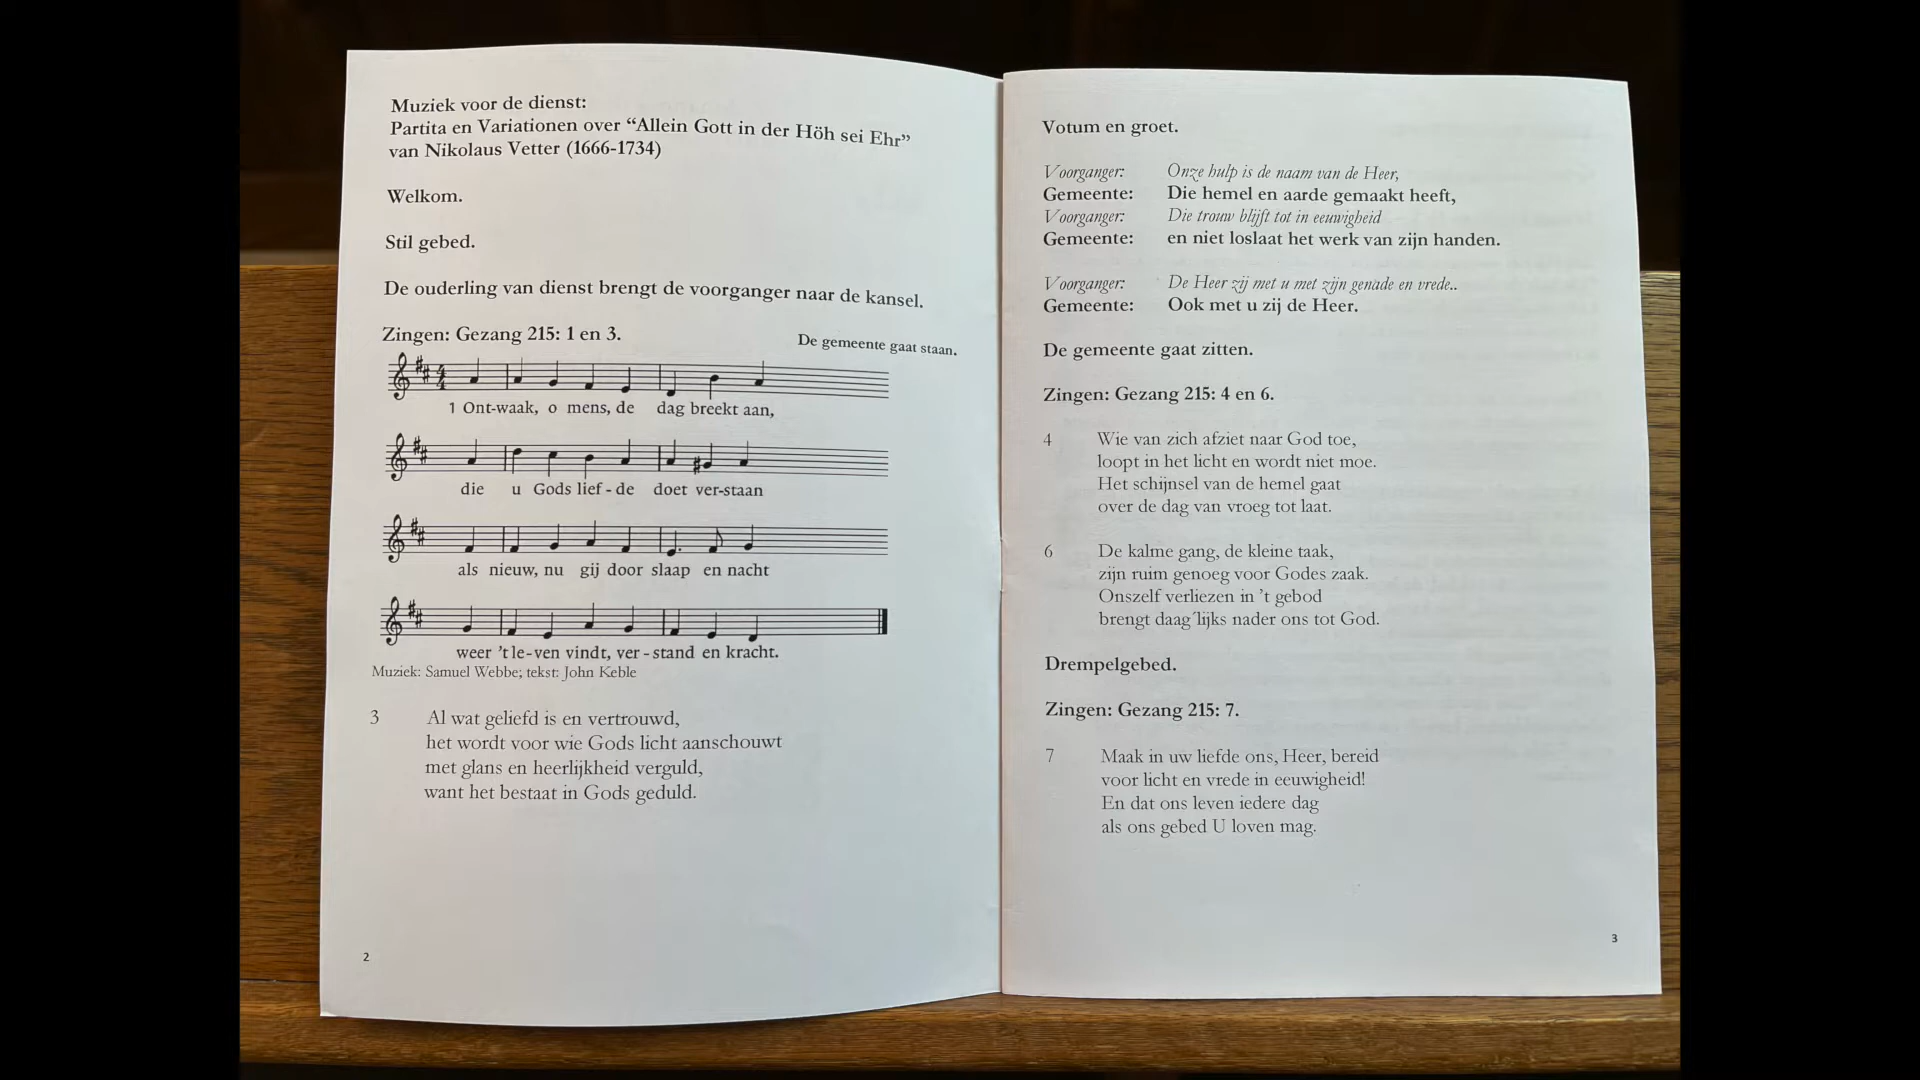 Muziek voor de dienst:
Partita en Variationen over “Allein Gott in der Höh sei Ehr”
van Nikolaus Vetter (1666-1734)
Welkom.
Stil gebed.
De ouderling van dienst brengt de voorganger naar de kansel.
Zingen: Gezang 215: 1 en 3.
De gemeente gaat staan.
1 Ont-waak, o mens, de dag breekt aan,
die u Gods lief-de doet ver-staan
als nieuw, nu gij door slaap en nacht
weer 't le-ven vindt, ver-stand en kracht.
Muziek: Samuel Webbe; tekst: John Keble
3 Al wat geliefd is en vertrouwd,
het wordt voor wie Gods licht aanschouwt
met glans en heerlijkheid verguld,
want het bestaat in Gods geduld.
2
Votum en groet.
Voorganger: Onze hulp is de naam van de Heer,
Gemeente: Die hemel en aarde gemaakt heeft,
Voorganger: Die trouw blijft tot in eeuwigheid
Gemeente: en niet loslaat het werk van zijn handen.
Voorganger: De Heer zij met u met zijn genade en vrede..
Gemeente: Ook met u zij de Heer.
De gemeente gaat zitten.
Zingen: Gezang 215: 4 en 6.
4 Wie van zich afziet naar God toe,
loopt in het licht en wordt niet moe.
Het schijnsel van de hemel gaat
over de dag van vroeg tot laat.
6 De kalme gang, de kleine taak,
zijn ruim genoeg voor Godes zaak.
Onszelf verliezen in ’t gebod
brengt daag´lijks nader ons tot God.
Drempelgebed.
Zingen: Gezang 215: 7.
7 Maak in uw liefde ons, Heer, bereid
voor licht en vrede in eeuwigheid!
En dat ons leven iedere dag
als ons gebed U loven mag.
3